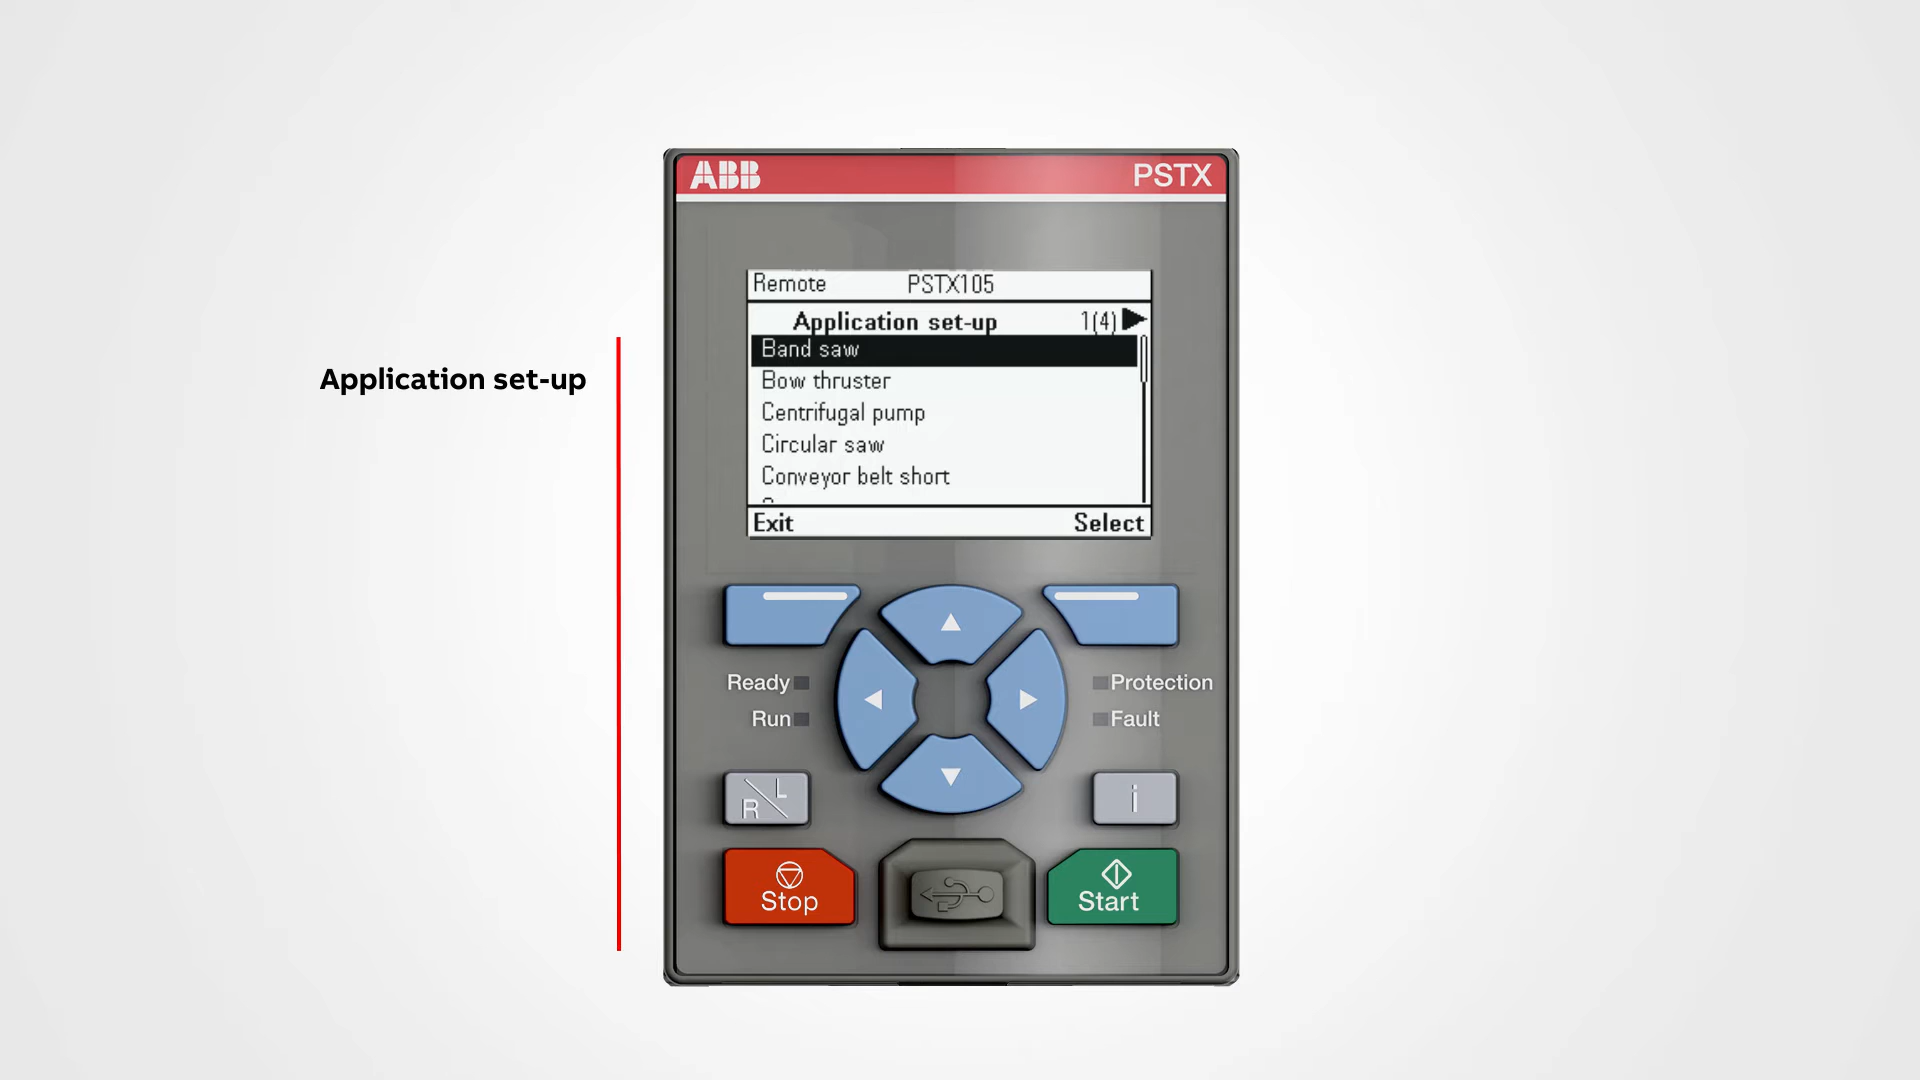 ABB PSTX
Remote PSTX105
Application set-up 1(4)
Band saw
Application set-up
Bow thruster
Centrifugal pump
Circular saw
Conveyor belt short
Exit Select
Ready Protection
Run Fault
R L i
Stop Start